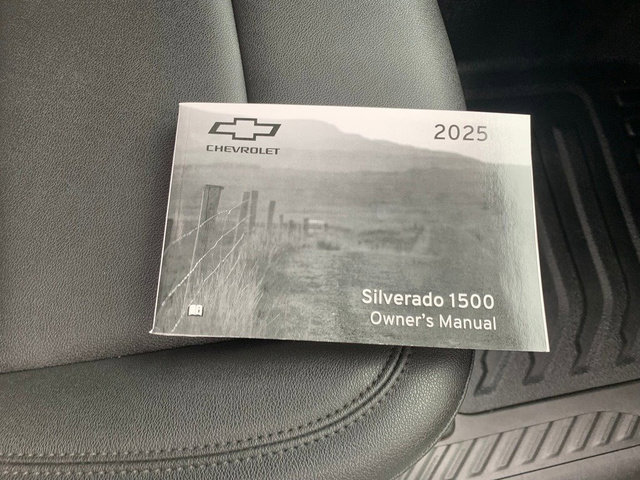 CHEVROLET
2025
Silverado 1500
Owner's Manual